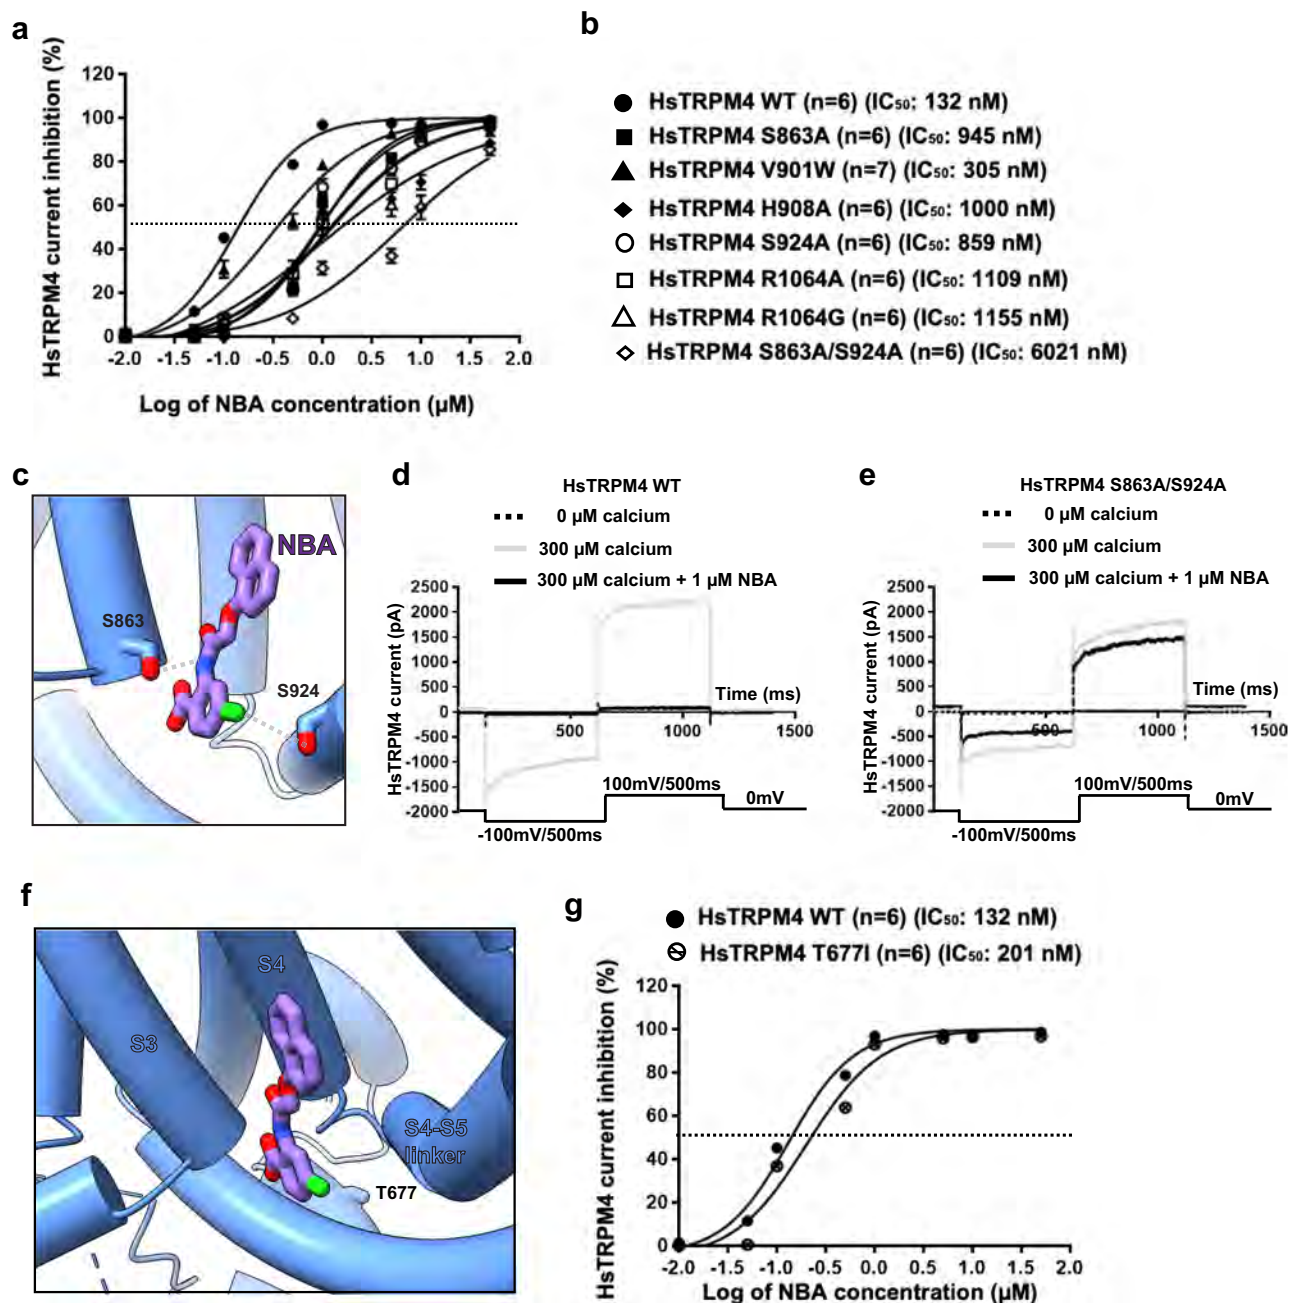 a
HsTRPM4 current inhibition (%)
120
100
80
60
40
20
0
-2.0 -1.5 -1.0 -0.5 0.0 0.5 1.0 1.5 2.0
Log of NBA concentration (µM)
b
HsTRPM4 WT (n=6) (IC50: 132 nM)
HsTRPM4 S863A (n=6) (IC50: 945 nM)
HsTRPM4 V901W (n=7) (IC50: 305 nM)
HsTRPM4 H908A (n=6) (IC50: 1000 nM)
HsTRPM4 S924A (n=6) (IC50: 859 nM)
HsTRPM4 R1064A (n=6) (IC50: 1109 nM)
HsTRPM4 R1064G (n=6) (IC50: 1155 nM)
HsTRPM4 S863A/S924A (n=6) (IC50: 6021 nM)
c
NBA
S863
S924
d
HsTRPM4 WT
0 µM calcium
300 µM calcium
300 µM calcium + 1 µM NBA
HsTRPM4 current (pA)
2500
2000
1500
1000
500
0
-500
-1000
-1500
-2000
Time (ms)
500 1000 1500
100mV/500ms
0mV
-100mV/500ms
e
HsTRPM4 S863A/S924A
0 µM calcium
300 µM calcium
300 µM calcium + 1 µM NBA
HsTRPM4 current (pA)
2500
2000
1500
1000
500
0
-500
-1000
-1500
-2000
Time (ms)
500 1000 1500
100mV/500ms
0mV
-100mV/500ms
f
S4
S3
S4-S5
linker
T677
g
HsTRPM4 WT (n=6) (IC50: 132 nM)
HsTRPM4 T677I (n=6) (IC50: 201 nM)
HsTRPM4 current inhibition (%)
120
100
80
60
40
20
0
-2.0 -1.5 -1.0 -0.5 0.0 0.5 1.0 1.5 2.0
Log of NBA concentration (µM)